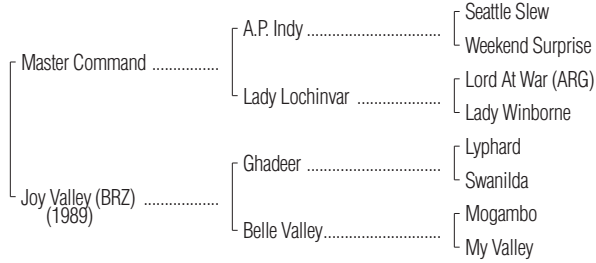 Seattle Slew
A.P. Indy ........................
Weekend Surprise
Master Command ................
Lord At War (ARG)
Lady Lochinvar ...................
Lady Winborne
Lyphard
Ghadeer ..............................
Swanilda
Joy Valley (BRZ) ..................
(1989)
Mogambo
Belle Valley...........................
My Valley